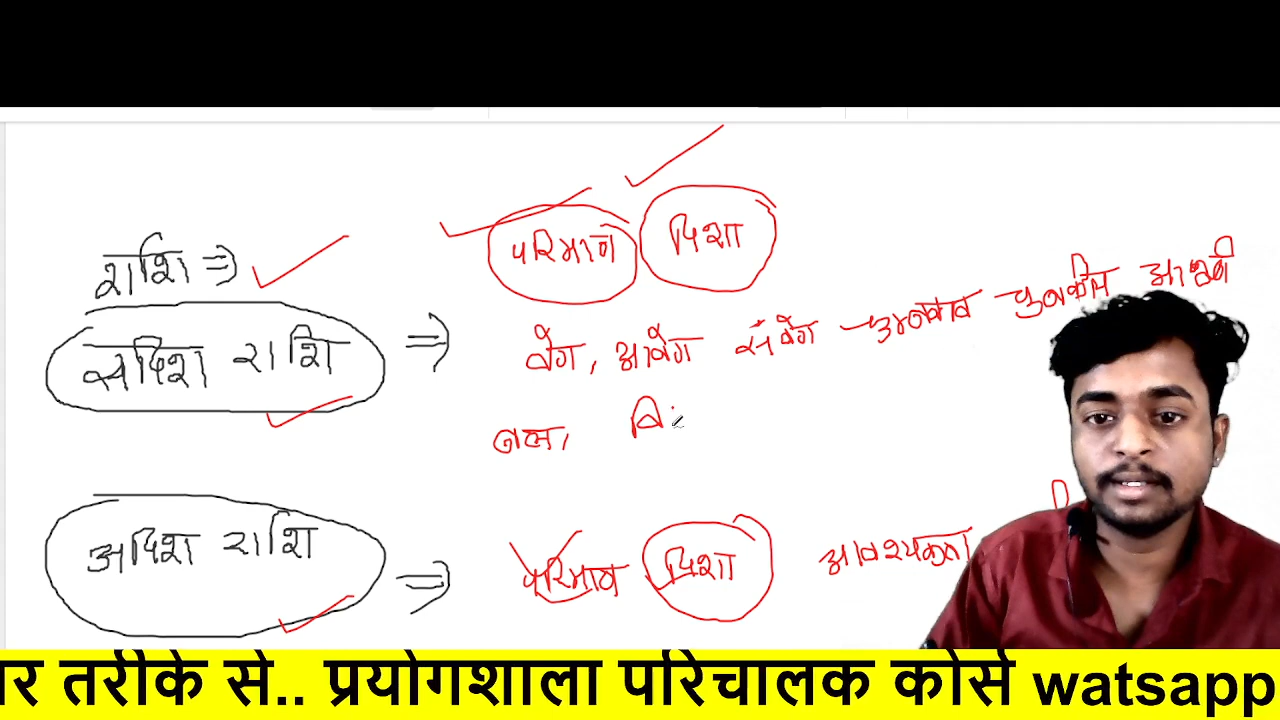 परिमाण दिशा
राशि ⇒
सदिश राशि ⇒ वेग, आवेग संवेग
बल, वि
अदिश राशि ⇒ परिमाण दिशा आवश्यकता
र तरीके से.. प्रयोगशाला परिचालक कोर्स watsapp